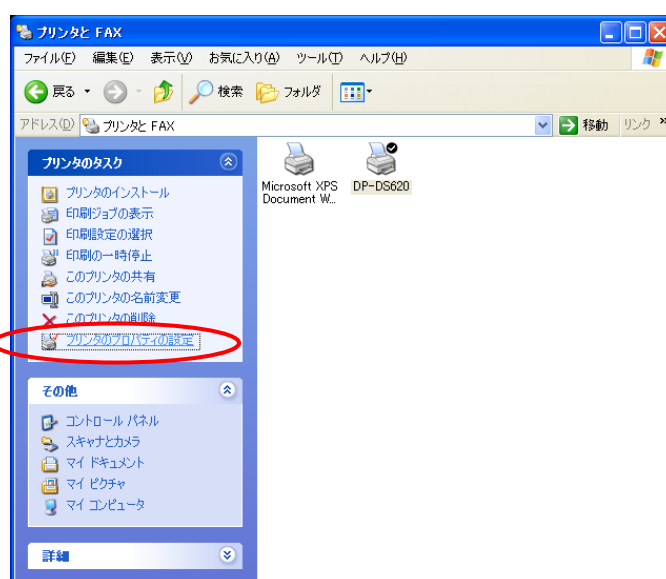 プリンタと FAX
ファイル(F) 編集(E) 表示(V) お気に入り(A) ツール(T) ヘルプ(H)
戻る 検索 フォルダ
アドレス(D) プリンタと FAX 移動 リンク »
プリンタのタスク
プリンタのインストール
印刷ジョブの表示
印刷設定の選択
印刷の一時停止
このプリンタの共有
このプリンタの名前変更
このプリンタの削除
プリンタのプロパティの設定
その他
コントロール パネル
スキャナとカメラ
マイ ドキュメント
マイ ピクチャ
マイ コンピュータ
詳細
Microsoft XPS
Document W...
DP-DS620